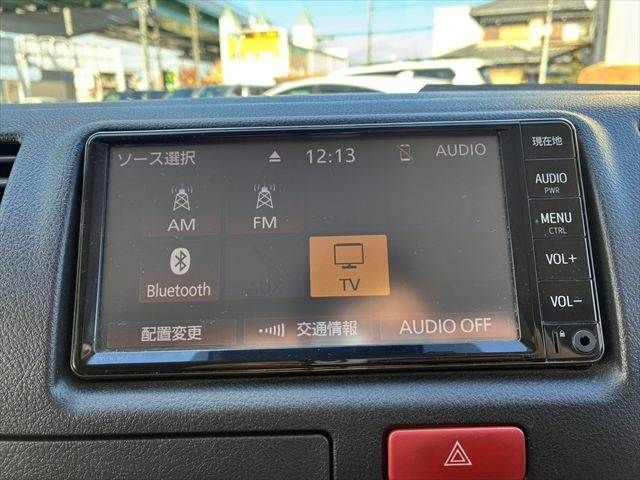 ソース選択 12:13 AUDIO
現在地
AM FM
AUDIO
PWR
MENU
CTRL
Bluetooth AUX TV
VOL+
VOL-
配置変更 交通情報 AUDIO OFF